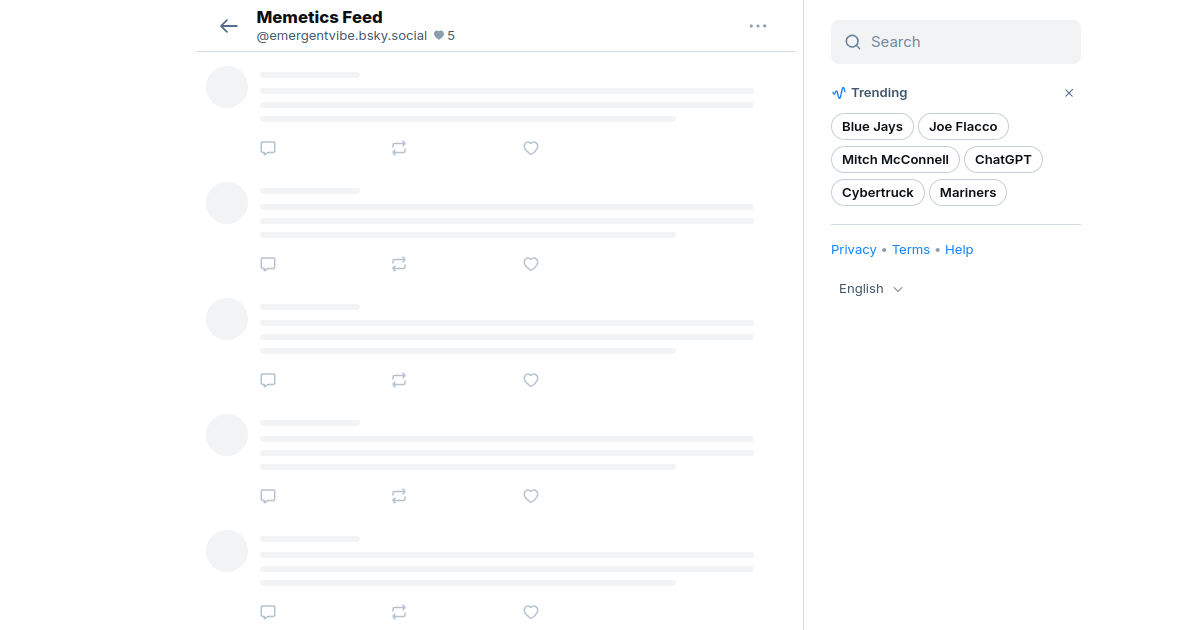 Memetics Feed
@emergentvibe.bsky.social 5
Search
Trending
Blue Jays
Joe Flacco
Mitch McConnell
ChatGPT
Cybertruck
Mariners
Privacy • Terms • Help
English